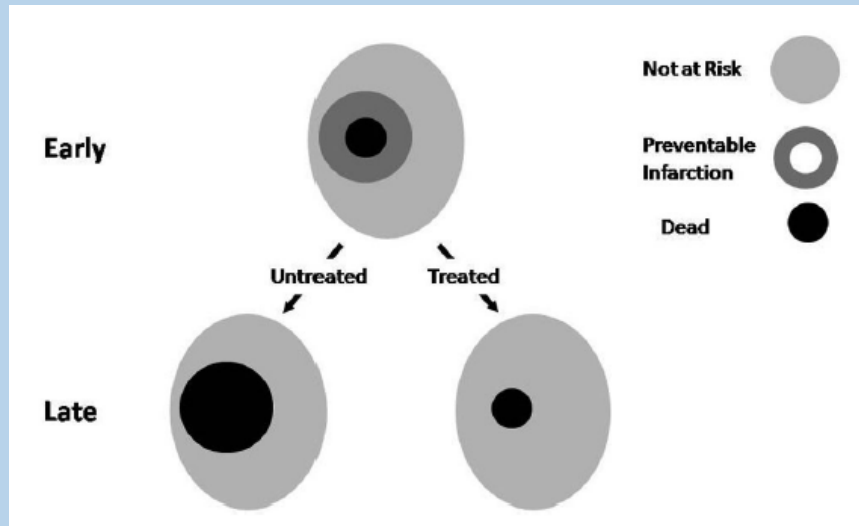 Not at Risk
Early
Preventable
Infarction
Dead
Untreated
Treated
Late